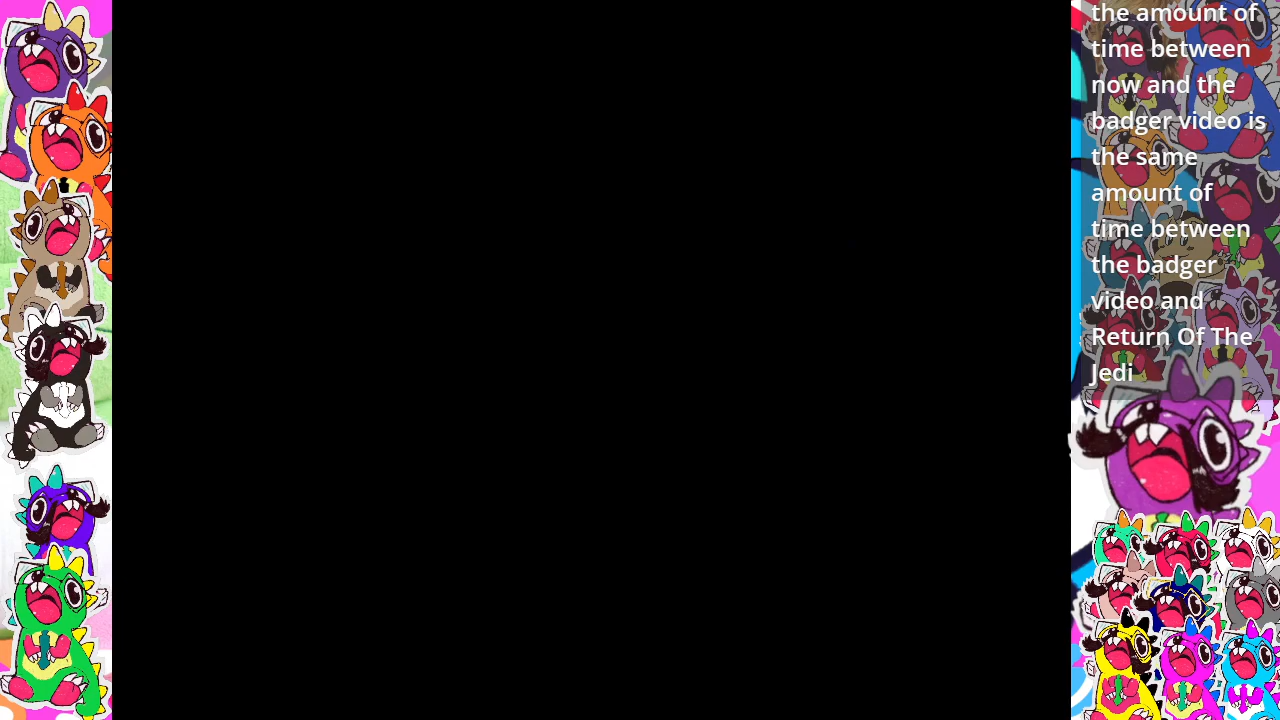 the amount of
time between
now and the
badger video is
the same
amount of
time between
the badger
video and
Return Of The
Jedi